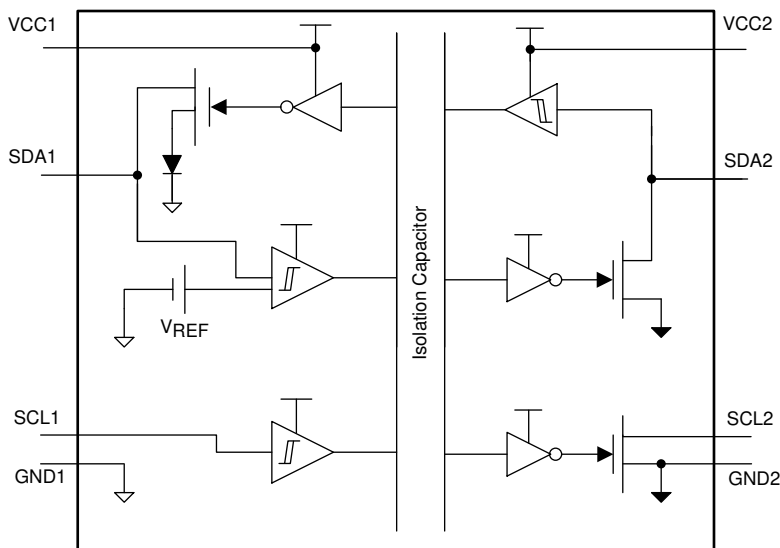 VCC1
VCC2
SDA1
SDA2
Isolation Capacitor
VREF
SCL1
SCL2
GND1
GND2